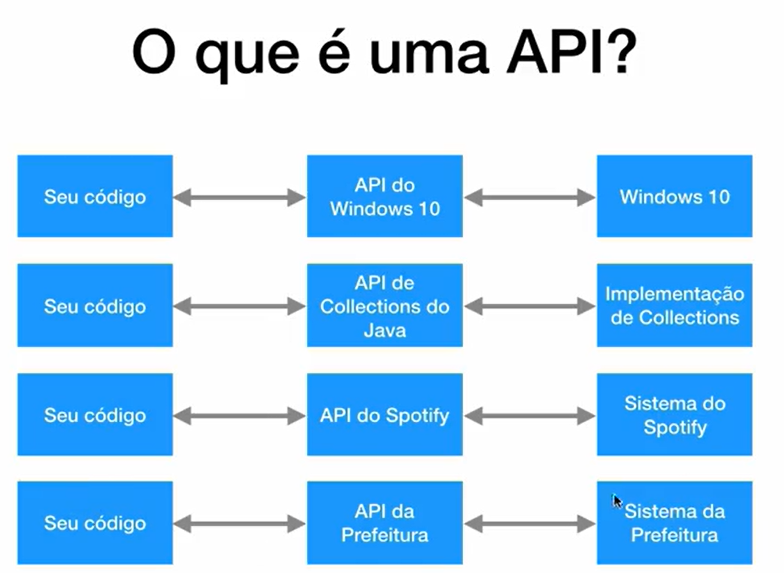 O que é uma API?
Seu código
API do
Windows 10
Windows 10
Seu código
API de
Collections do
Java
Implementação
de Collections
Seu código
API do Spotify
Sistema do
Spotify
Seu código
API da
Prefeitura
Sistema da
Prefeitura